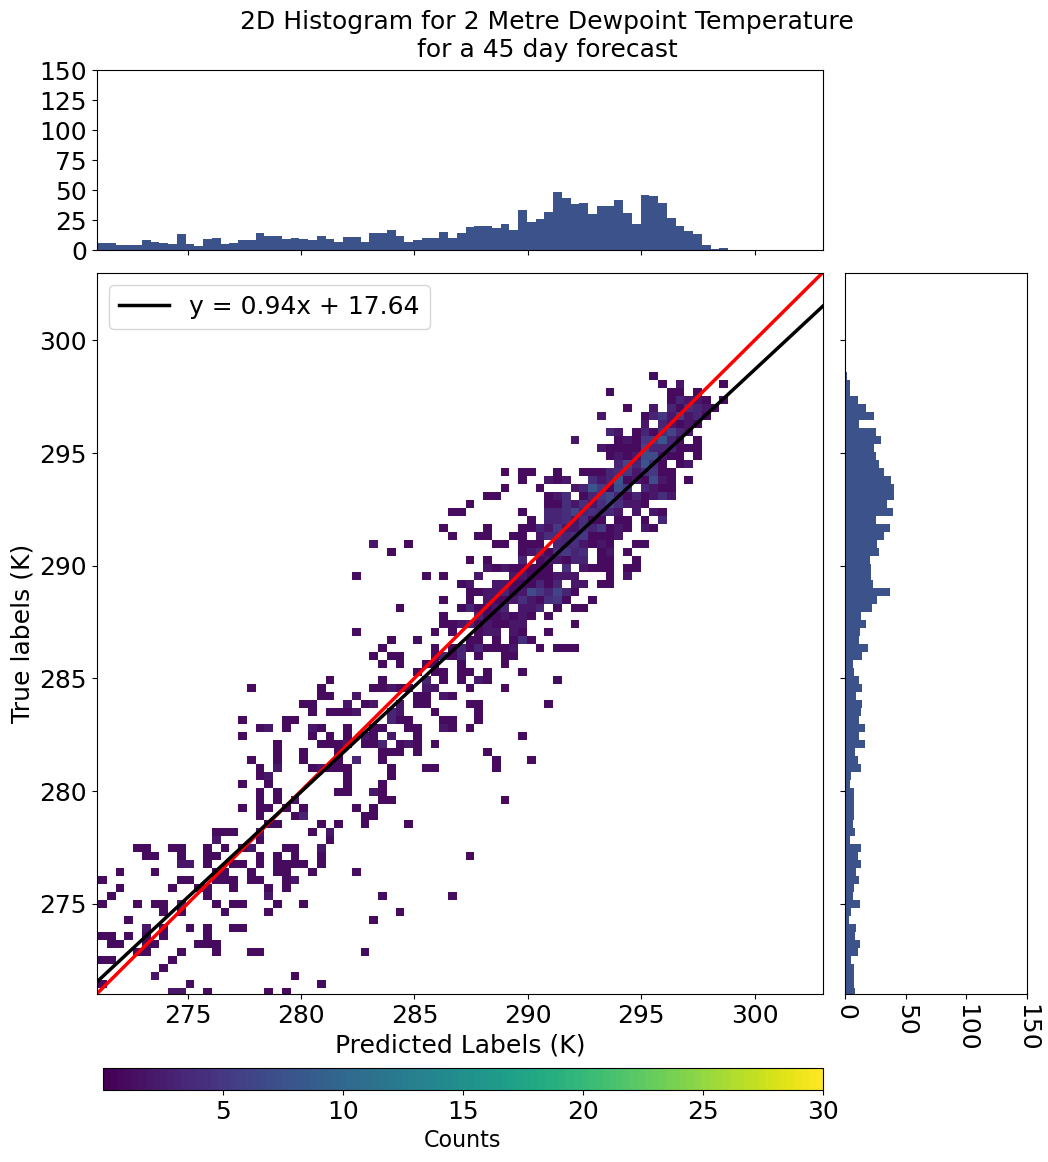 2D Histogram for 2 Metre Dewpoint Temperature
for a 45 day forecast
150
125
100
75
50
25
0
y = 0.94x + 17.64
300
295
290
285
280
275
True labels (K)
275 280 285 290 295 300
Predicted Labels (K)
0 50 100 150
5 10 15 20 25 30
Counts